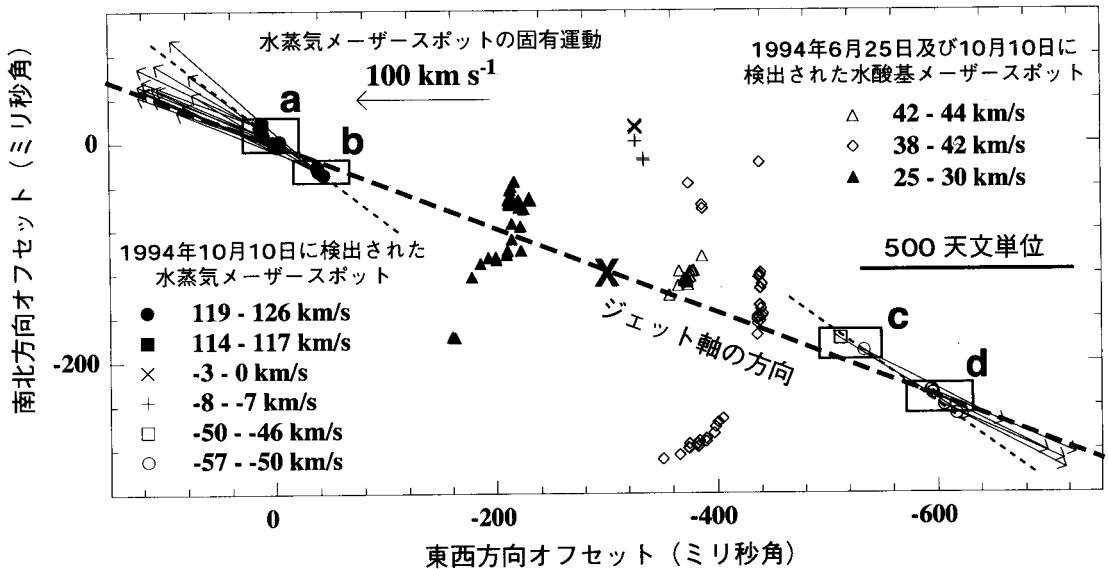 水蒸気メーザースポットの固有運動
100 km s-1
1994年6月25日及び10月10日に
検出された水酸基メーザースポット
42 - 44 km/s
38 - 42 km/s
25 - 30 km/s
500 天文単位
a
b
1994年10月10日に検出された
水蒸気メーザースポット
119 - 126 km/s
114 - 117 km/s
-3 - 0 km/s
-8 - -7 km/s
-50 - -46 km/s
-57 - -50 km/s
X
ジェット軸の方向
c
d
南北方向オフセット（ミリ秒角）
0
-200
0
-200
-400
-600
東西方向オフセット（ミリ秒角）